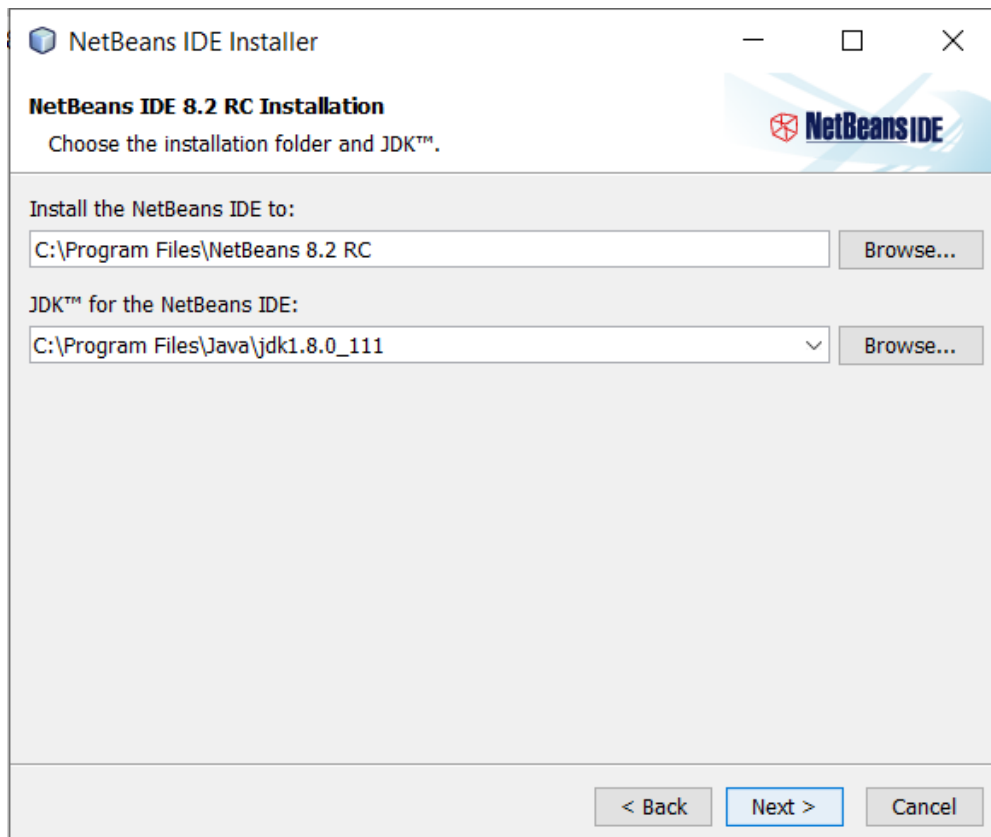 NetBeans IDE Installer
NetBeans IDE 8.2 RC Installation
Choose the installation folder and JDK™.
NetBeans IDE
Install the NetBeans IDE to:
C:\Program Files\NetBeans 8.2 RC
Browse...
JDK™ for the NetBeans IDE:
C:\Program Files\Java\jdk1.8.0_111
Browse...
< Back
Next >
Cancel